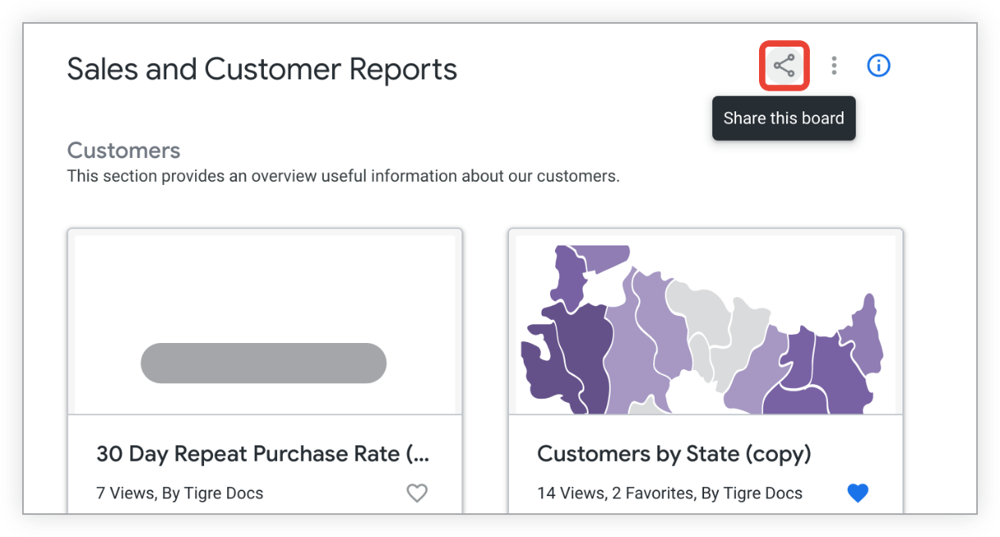 Sales and Customer Reports
Share this board
Customers
This section provides an overview useful information about our customers.
30 Day Repeat Purchase Rate (...
7 Views, By Tigre Docs
Customers by State (copy)
14 Views, 2 Favorites, By Tigre Docs